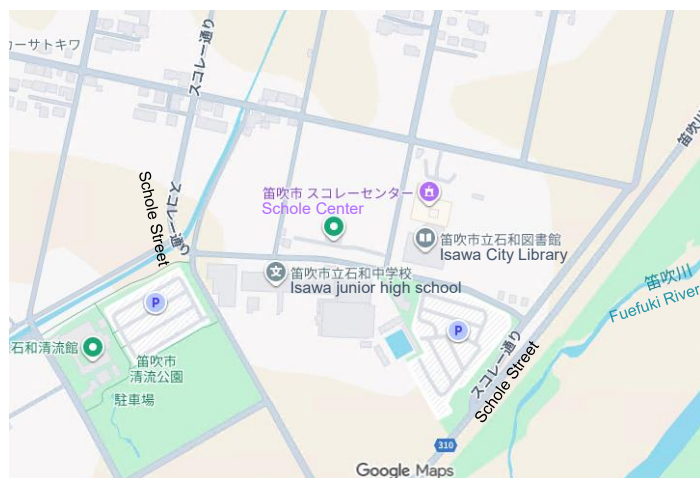 カーサトキワ
スコレー通り
笛吹川
笛吹市 スコレーセンター
Schole Center
Schole Street
スコレー通り
笛吹市立石和図書館
Isawa City Library
笛吹市立石和中学校
Isawa junior high school
笛吹川
Fuefuki River
P
P
石和清流館
笛吹市
清流公園
駐車場
スコレー通り
Schole Street
310
Google Maps